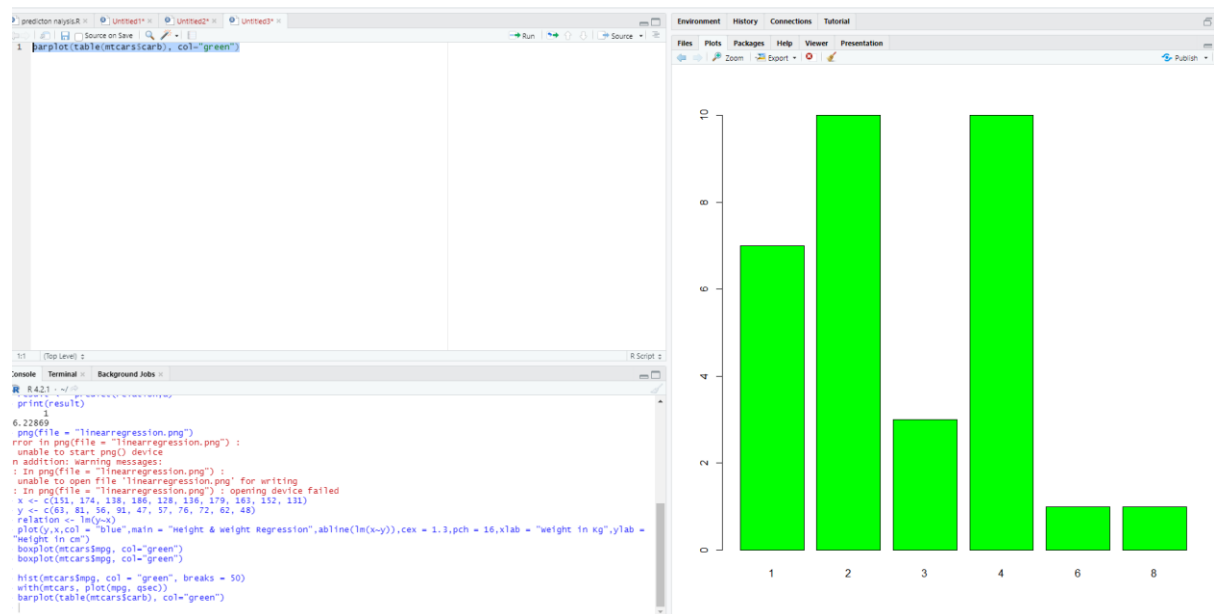 predicton nalysis.R × Untitled1* × Untitled2* × Untitled3* ×
Source on Save Run Source
1 barplot(table(mtcars$carb), col="green")
1:1 (Top Level) R Script
Console Terminal × Background Jobs ×
R 4.2.1 · ~/
print(result)
1
6.22869
png(file = "linearregression.png")
rror in png(file = "linearregression.png") :
unable to start png() device
n addition: warning messages:
: In png(file = "linearregression.png") :
unable to open file 'linearregression.png' for writing
: In png(file = "linearregression.png") : opening device failed
x <- c(151, 174, 138, 186, 128, 136, 179, 163, 152, 131)
y <- c(63, 81, 56, 91, 47, 57, 76, 72, 62, 48)
relation <- lm(y~x)
plot(y,x,col = "blue",main = "Height & weight Regression",abline(lm(x~y)),cex = 1.3,pch = 16,xlab = "Weight in Kg",ylab =
"Height in cm")
boxplot(mtcars$mpg, col="green")
boxplot(mtcars$mpg, col="green")
hist(mtcars$mpg, col = "green", breaks = 50)
with(mtcars, plot(mpg, qsec))
barplot(table(mtcars$carb), col="green")
Environment History Connections Tutorial
Files Plots Packages Help Viewer Presentation
Zoom Export Publish
10
8
6
4
2
0
1 2 3 4 6 8